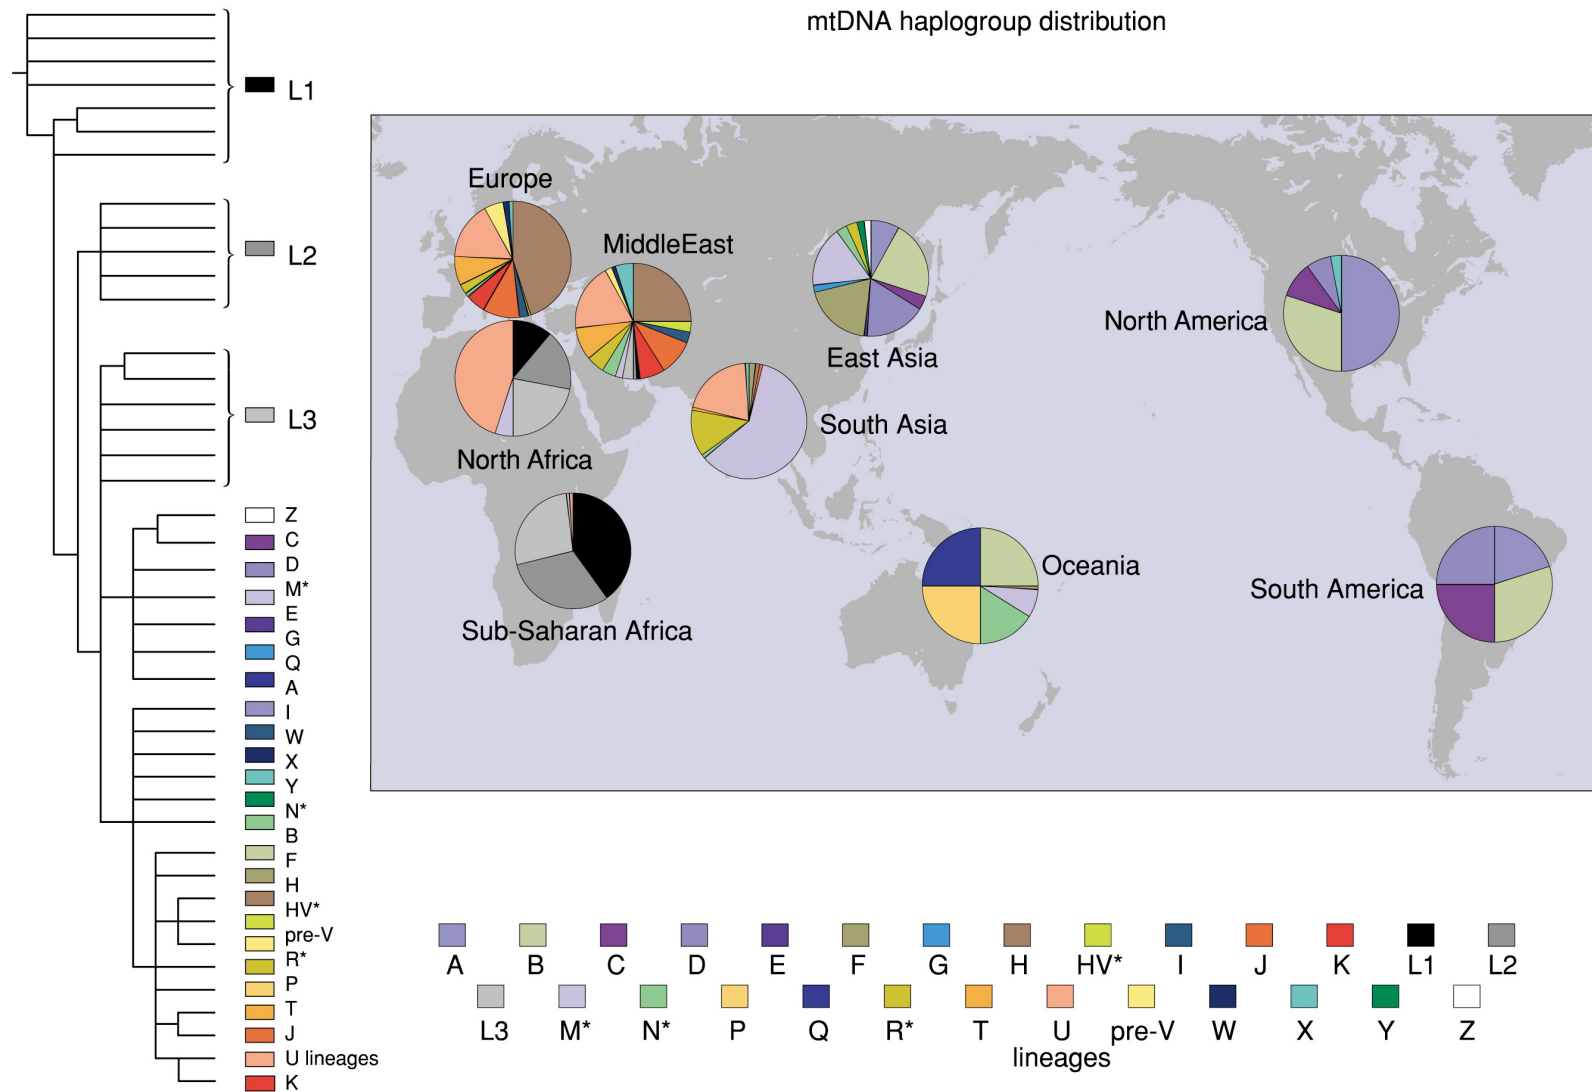 mtDNA haplogroup distribution
L1
L2
L3
Z
C
D
M*
E
G
Q
A
I
W
X
Y
N*
B
F
H
HV*
pre-V
R*
P
T
J
U lineages
K
Europe
MiddleEast
East Asia
North America
South Asia
North Africa
Sub-Saharan Africa
Oceania
South America
A B C D E F G H HV* I J K L1 L2
L3 M* N* P Q R* T U pre-V W X Y Z
lineages